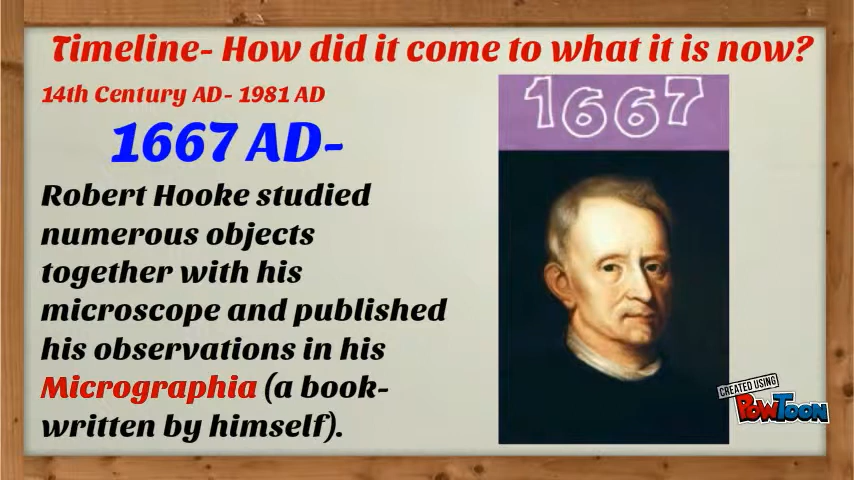 Timeline- How did it come to what it is now?
14th Century AD- 1981 AD
1667 AD-
Robert Hooke studied
numerous objects
together with his
microscope and published
his observations in his
Micrographia (a book-
written by himself).
1667
CREATED USING
POWTOON